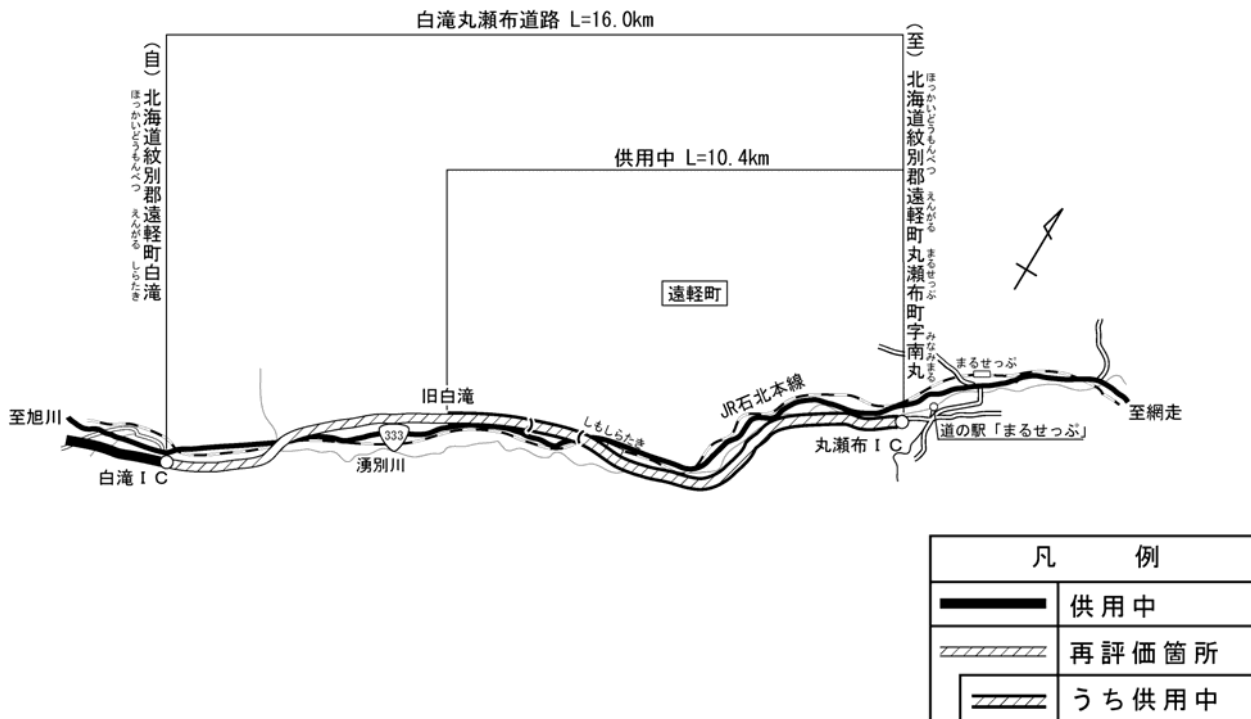 白滝丸瀬布道路 L=16.0km
(自)北海道紋別郡遠軽町白滝
ほっかいどうもんべつ えんがる しらたき
(至)北海道紋別郡遠軽町丸瀬布町字南丸
ほっかいどうもんべつ えんがる まるせっぷ みなみまる
供用中 L=10.4km
遠軽町
旧白滝
まるせっぷ
JR石北本線
至旭川
至網走
しもしらたき
333
道の駅「まるせっぷ」
丸瀬布IC
湧別川
白滝IC
凡 例
供用中
再評価箇所
うち供用中